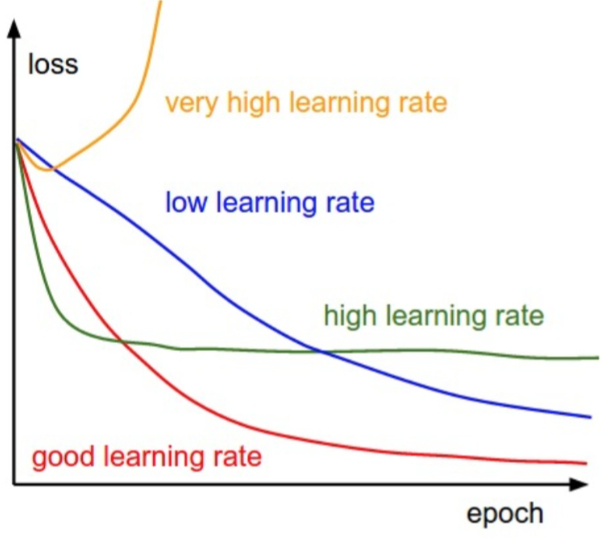 loss
very high learning rate
low learning rate
high learning rate
good learning rate
epoch